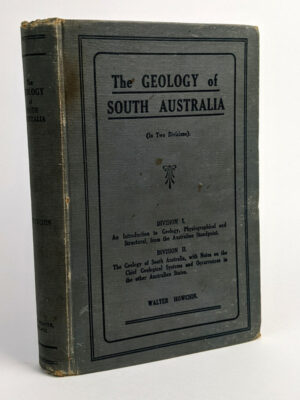 The GEOLOGY of
SOUTH AUSTRALIA
(In Two Divisions).
DIVISION I.
An Introduction to Geology, Physiographical and
Structural, from the Australian Standpoint.
DIVISION II.
The Geology of South Australia, with Notes on the
Chief Geological Systems and Occurrences in
the other Australian States.
WALTER HOWCHIN
The
GEOLOGY
of
SOUTH
AUSTRALIA
HOWCHIN